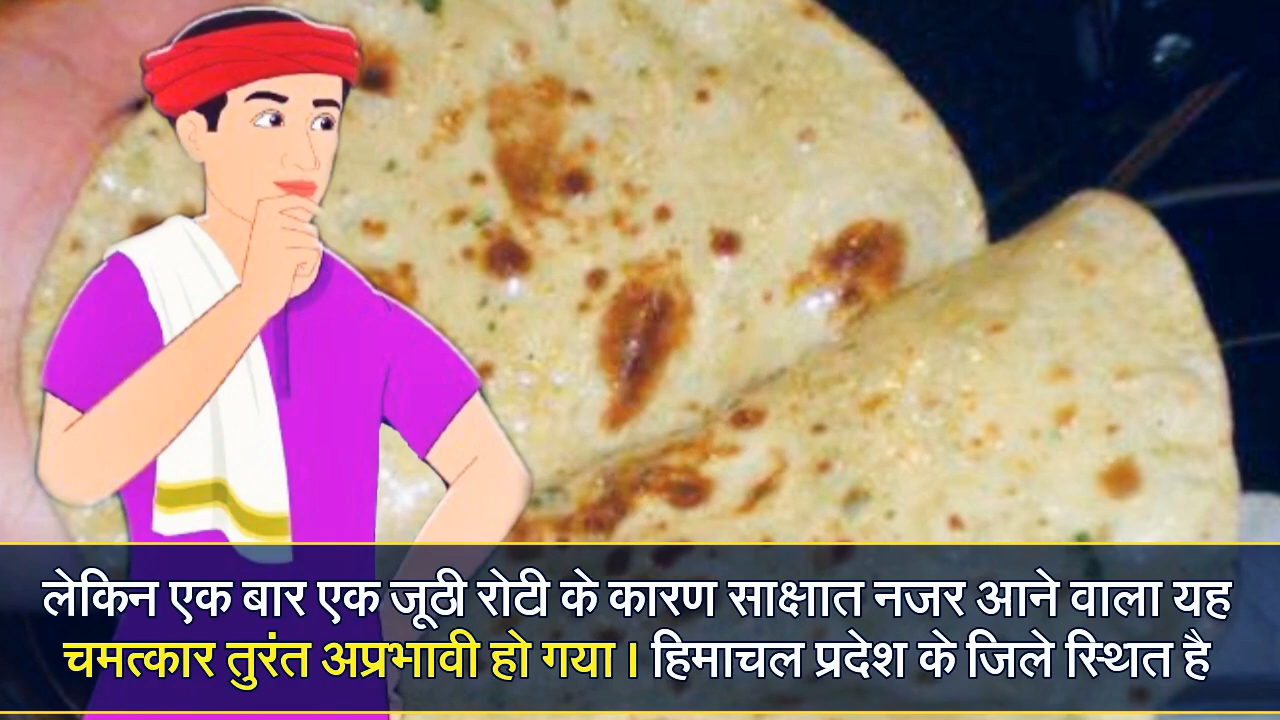 लेकिन एक बार एक जूठी रोटी के कारण साक्षात नजर आने वाला यह
चमत्कार तुरंत अप्रभावी हो गया। हिमाचल प्रदेश के जिले स्थित है